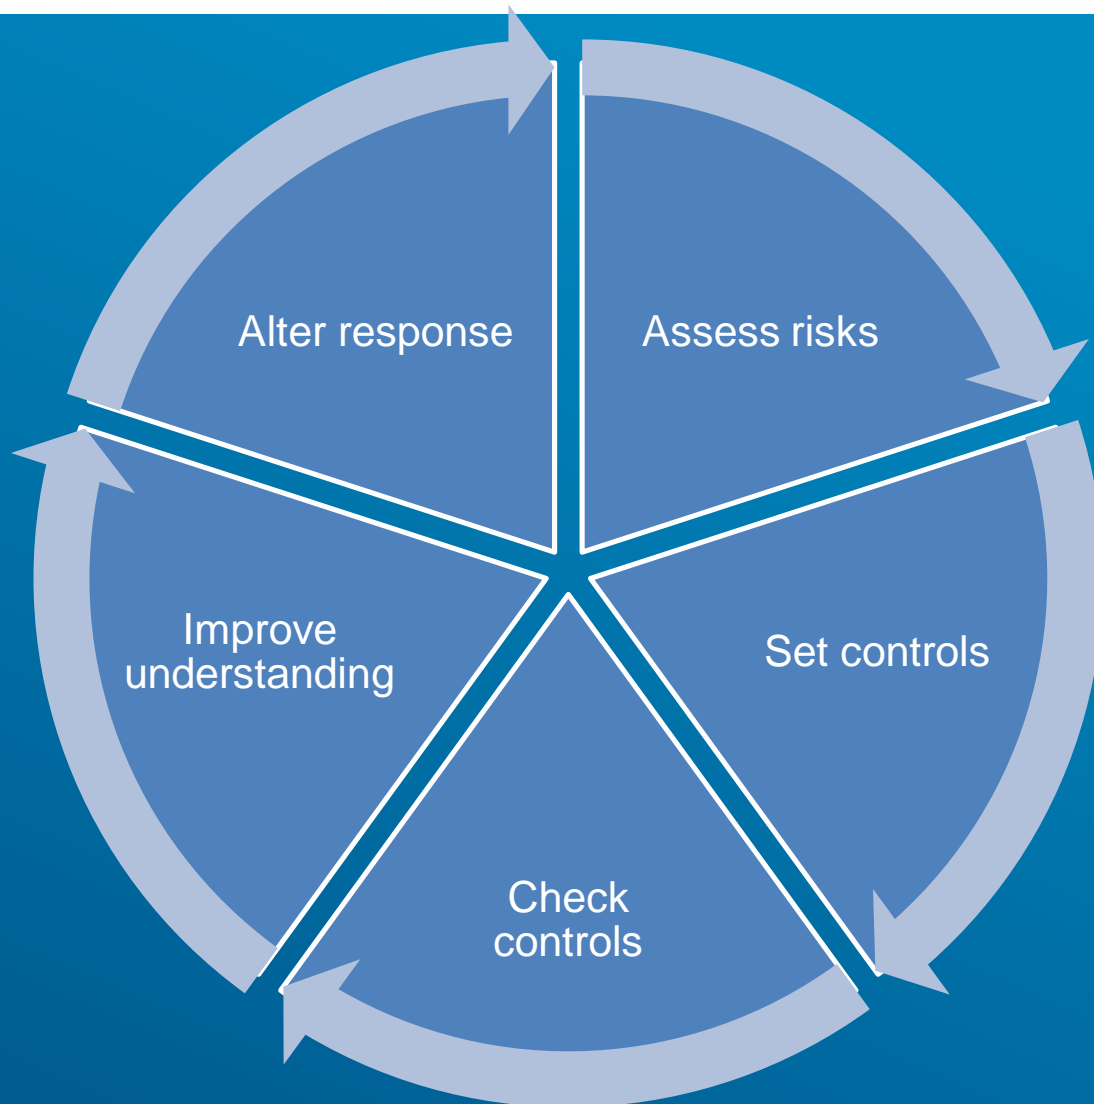 Alter response
Assess risks
Improve
understanding
Set controls
Check
controls